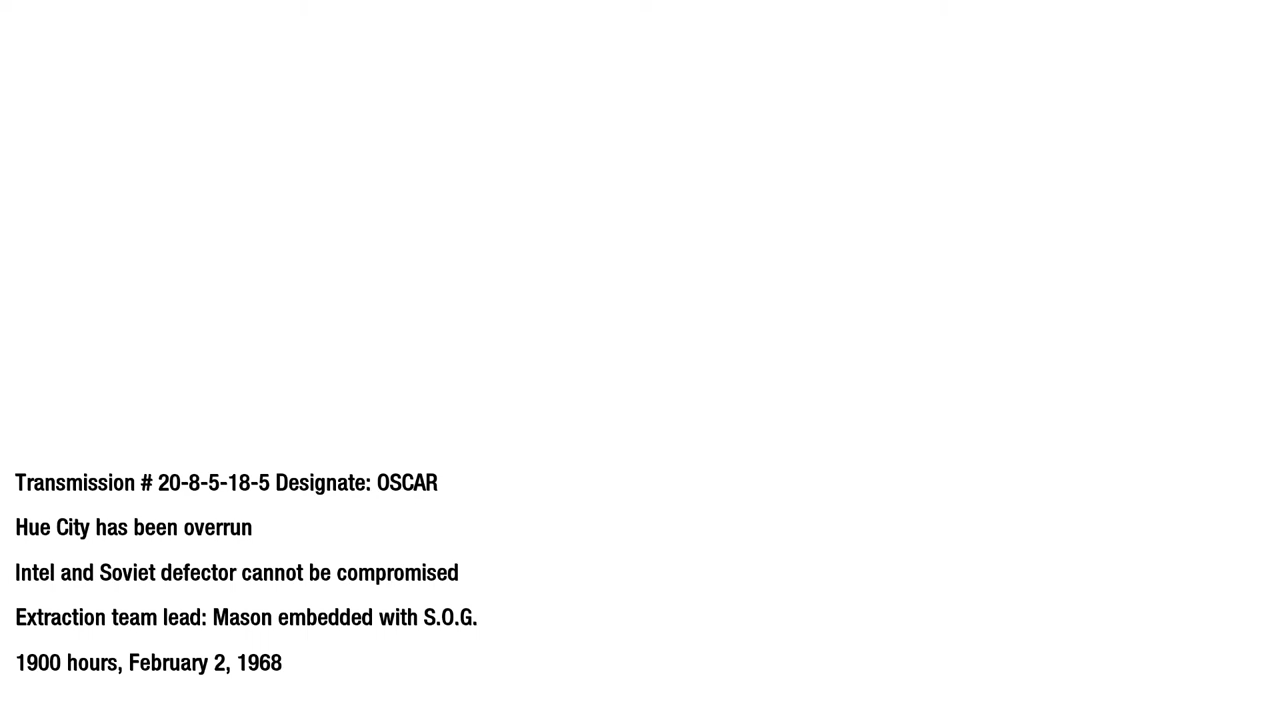 Transmission # 20-8-5-18-5 Designate: OSCAR
Hue City has been overrun
Intel and Soviet defector cannot be compromised
Extraction team lead: Mason embedded with S.O.G.
1900 hours, February 2, 1968